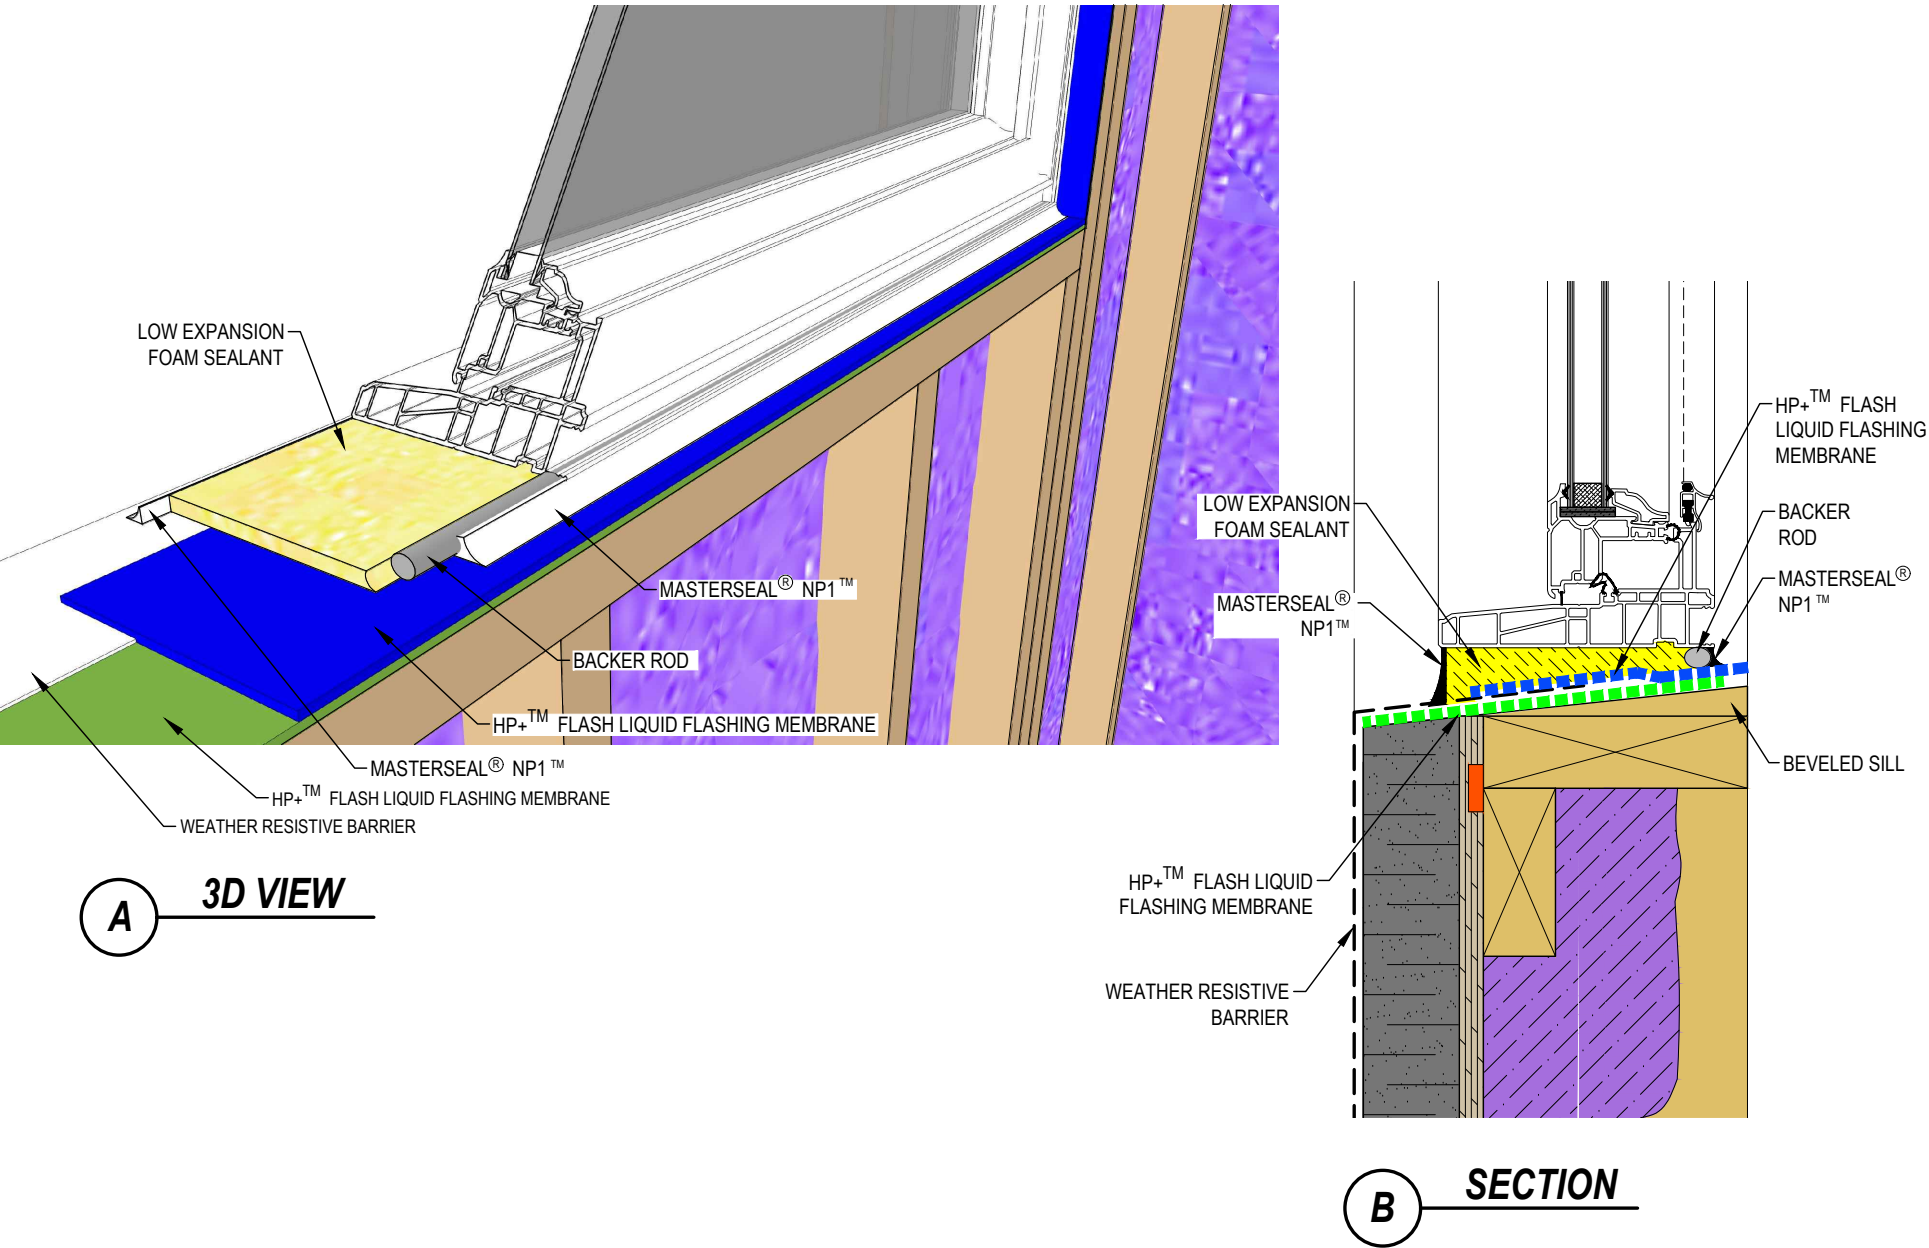 LOW EXPANSION
FOAM SEALANT
MASTERSEAL® NP1™
BACKER ROD
HP+™ FLASH LIQUID FLASHING MEMBRANE
MASTERSEAL® NP1™
HP+™ FLASH LIQUID FLASHING MEMBRANE
WEATHER RESISTIVE BARRIER
A
3D VIEW
HP+™ FLASH
LIQUID FLASHING
MEMBRANE
LOW EXPANSION
FOAM SEALANT
BACKER
ROD
MASTERSEAL®
NP1™
MASTERSEAL®
NP1™
BEVELED SILL
HP+™ FLASH LIQUID
FLASHING MEMBRANE
WEATHER RESISTIVE
BARRIER
B
SECTION